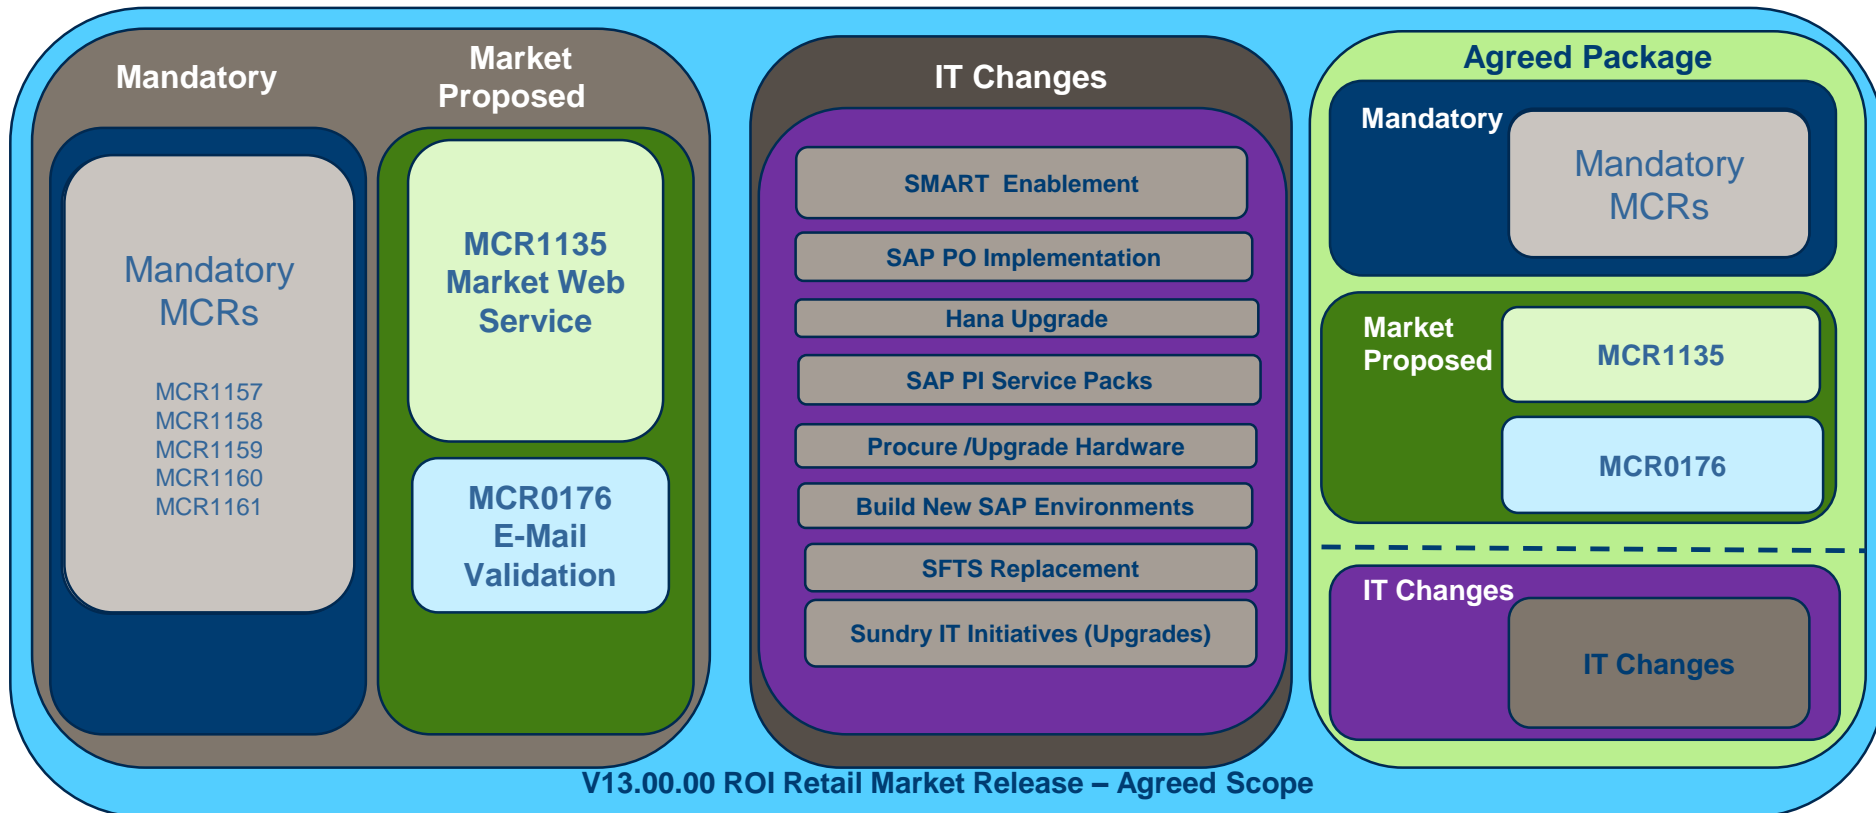 Mandatory
Mandatory
MCRs
MCR1157
MCR1158
MCR1159
MCR1160
MCR1161
Market
Proposed
MCR1135
Market Web
Service
MCR0176
E-Mail
Validation
IT Changes
SMART  Enablement
SAP PO Implementation
Hana Upgrade
SAP PI Service Packs
Procure /Upgrade Hardware
Build New SAP Environments
SFTS Replacement
Sundry IT Initiatives (Upgrades)
Agreed Package
Mandatory
Mandatory
MCRs
Market
Proposed
MCR1135
MCR0176
IT Changes
IT Changes
V13.00.00 ROI Retail Market Release – Agreed Scope